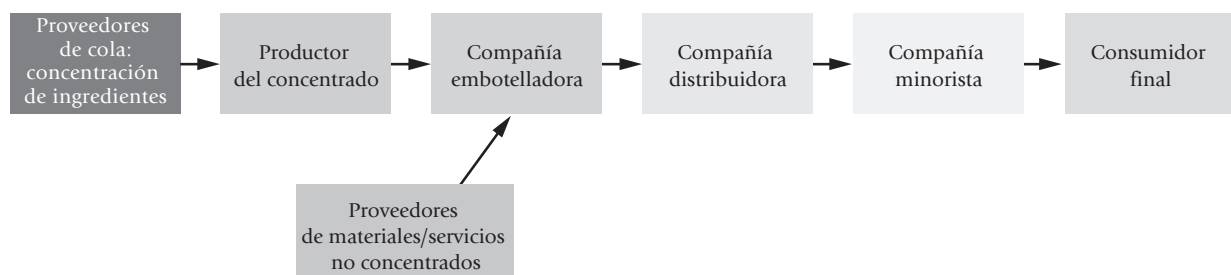 Proveedores
de cola:
concentración
de ingredientes
Productor
del concentrado
Compañía
embotelladora
Compañía
distribuidora
Compañía
minorista
Consumidor
final
Proveedores
de materiales/servicios
no concentrados